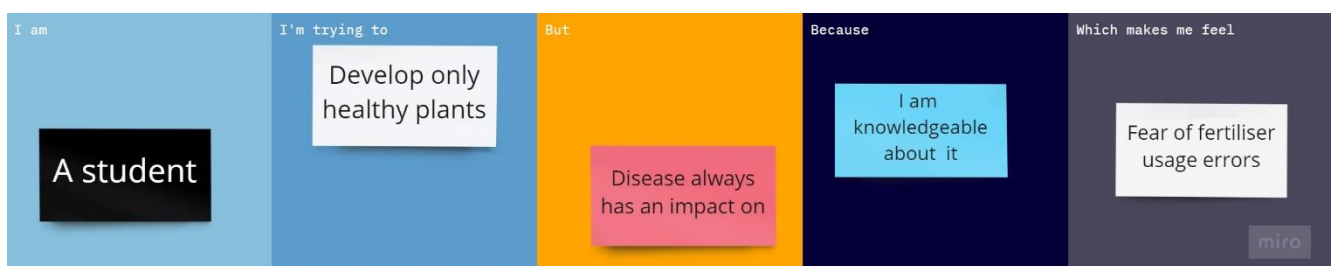 I am
A student
I'm trying to
Develop only
healthy plants
But
Disease always
has an impact on
Because
I am
knowledgeable
about it
Which makes me feel
Fear of fertiliser
usage errors
miro